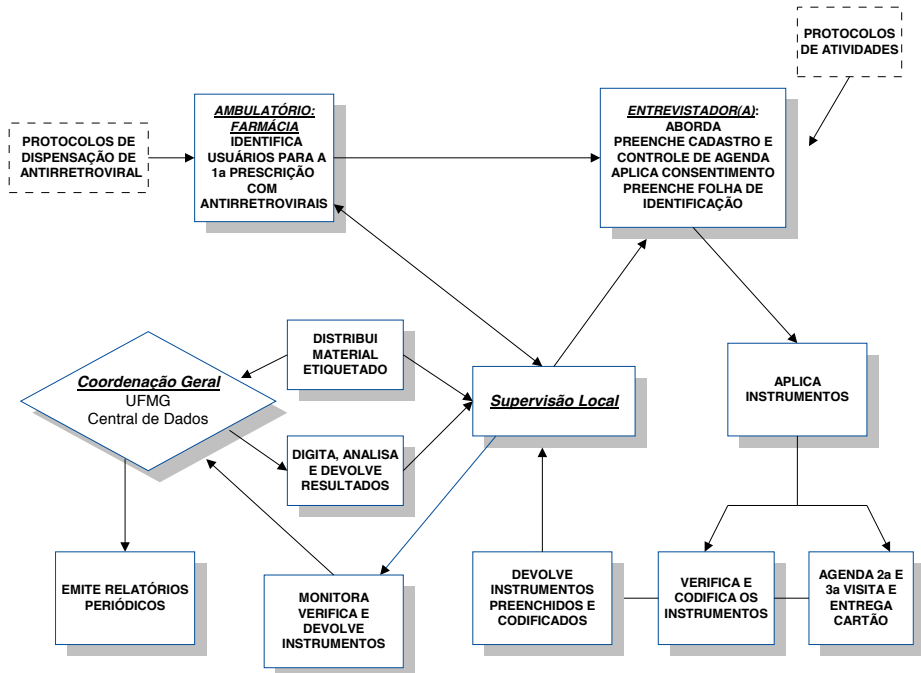 PROTOCOLOS
DE ATIVIDADES
AMBULATÓRIO:
FARMÁCIA
IDENTIFICA
USUÁRIOS PARA A
1a PRESCRIÇÃO
COM
ANTIRRETROVIRAIS
ENTREVISTADOR(A):
ABORDA
PREENCHE CADASTRO E
CONTROLE DE AGENDA
APLICA CONSENTIMENTO
PREENCHE FOLHA DE
IDENTIFICAÇÃO
PROTOCOLOS DE
DISPENSAÇÃO DE
ANTIRRETROVIRAL
DISTRIBUI
MATERIAL
ETIQUETADO
APLICA
INSTRUMENTOS
Coordenação Geral
UFMG
Central de Dados
Supervisão Local
DIGITA, ANALISA
E DEVOLVE
RESULTADOS
EMITE RELATÓRIOS
PERIÓDICOS
MONITORA
VERIFICA E
DEVOLVE
INSTRUMENTOS
DEVOLVE
INSTRUMENTOS
PREENCHIDOS E
CODIFICADOS
VERIFICA E
CODIFICA OS
INSTRUMENTOS
AGENDA 2a E
3a VISITA E
ENTREGA
CARTÃO